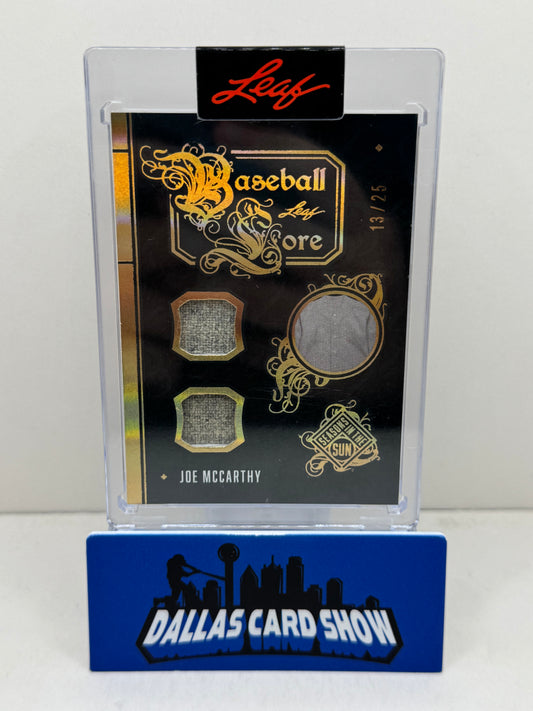 Leaf
Baseball
Leaf
Lore
13/25
SEASONS
IN THE
SUN
JOE MCCARTHY
DALLAS CARD SHOW